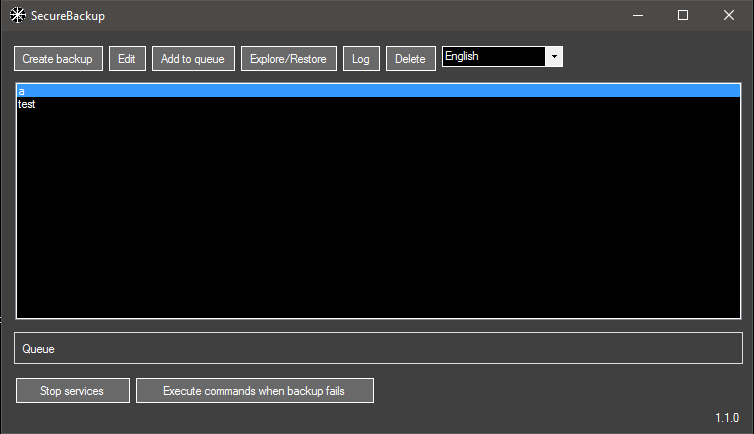 SecureBackup
Create backup Edit Add to queue Explore/Restore Log Delete English
a
test
Queue
Stop services Execute commands when backup fails
1.1.0